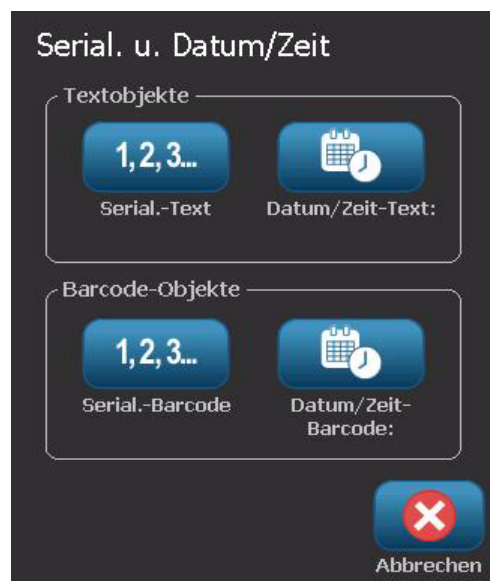 Serial. u. Datum/Zeit
Textobjekte
1, 2, 3...
Serial.-Text
Datum/Zeit-Text:
Barcode-Objekte
1, 2, 3...
Serial.-Barcode
Datum/Zeit-
Barcode:
Abbrechen